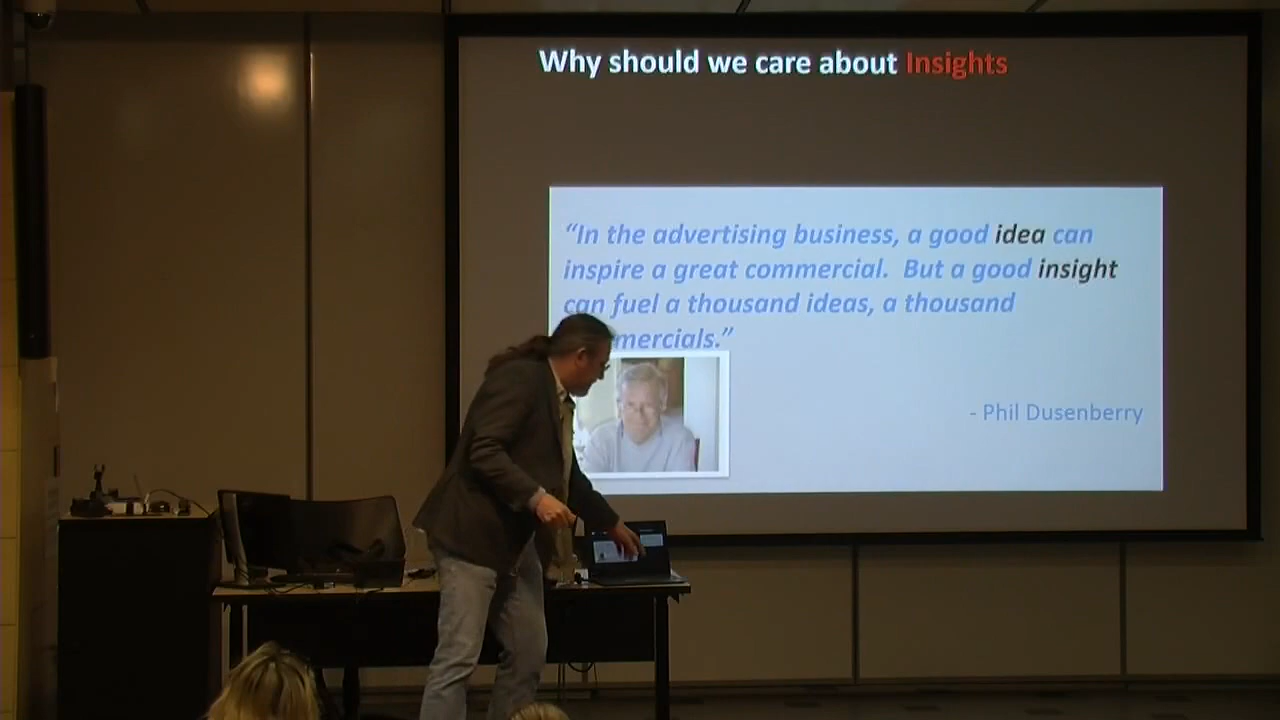 Why should we care about Insights
“In the advertising business, a good idea can
inspire a great commercial. But a good insight
can fuel a thousand ideas, a thousand
mercials.”
- Phil Dusenberry